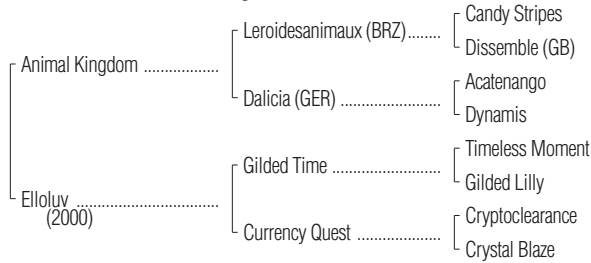 Candy Stripes
Leroidesanimaux (BRZ)........
Dissemble (GB)
Animal Kingdom ..................
Acatenango
Dalicia (GER) ........................
Dynamis
Timeless Moment
Gilded Time ..........................
Gilded Lilly
Elloluv ..................................
(2000)
Cryptoclearance
Currency Quest ....................
Crystal Blaze